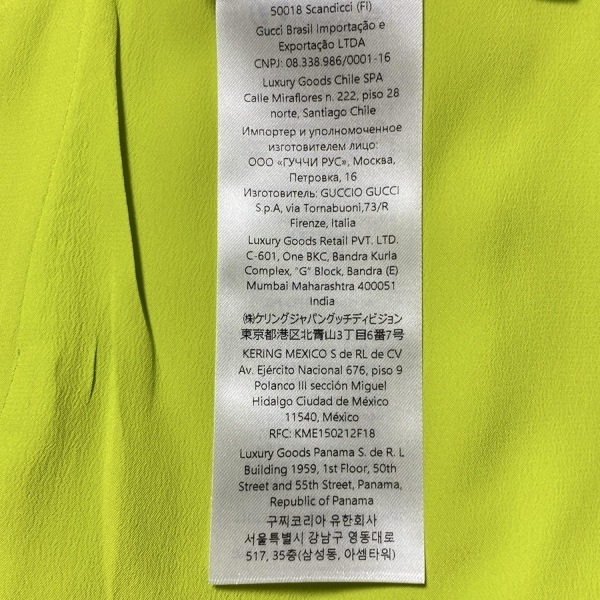 50018 Scandicci (FI)
Gucci Brasil Importação e
Exportação LTDA
CNPJ: 08.338.986/0001-16
Luxury Goods Chile SPA
Calle Miraflores n. 222, piso 28
norte, Santiago Chile
Импортер и уполномоченное
изготовителем лицо:
ООО «ГУЧЧИ РУС», Москва,
Петровка, 16
Изготовитель: GUCCIO GUCCI
S.p.A, via Tornabuoni,73/R
Firenze, Italia
Luxury Goods Retail PVT. LTD.
C-601, One BKC, Bandra Kurla
Complex, "G" Block, Bandra (E)
Mumbai Maharashtra 400051
India
㈱ケリングジャパングッチディビジョン
東京都港区北青山3丁目6番7号
KERING MEXICO S de RL de CV
Av. Ejército Nacional 676, piso 9
Polanco III sección Miguel
Hidalgo Ciudad de México
11540, México
RFC: KME150212F18
Luxury Goods Panama S. de R. L
Building 1959, 1st Floor, 50th
Street and 55th Street, Panama,
Republic of Panama
구찌코리아 유한회사
서울특별시 강남구 영동대로
517, 35층(삼성동, 아셈타워)